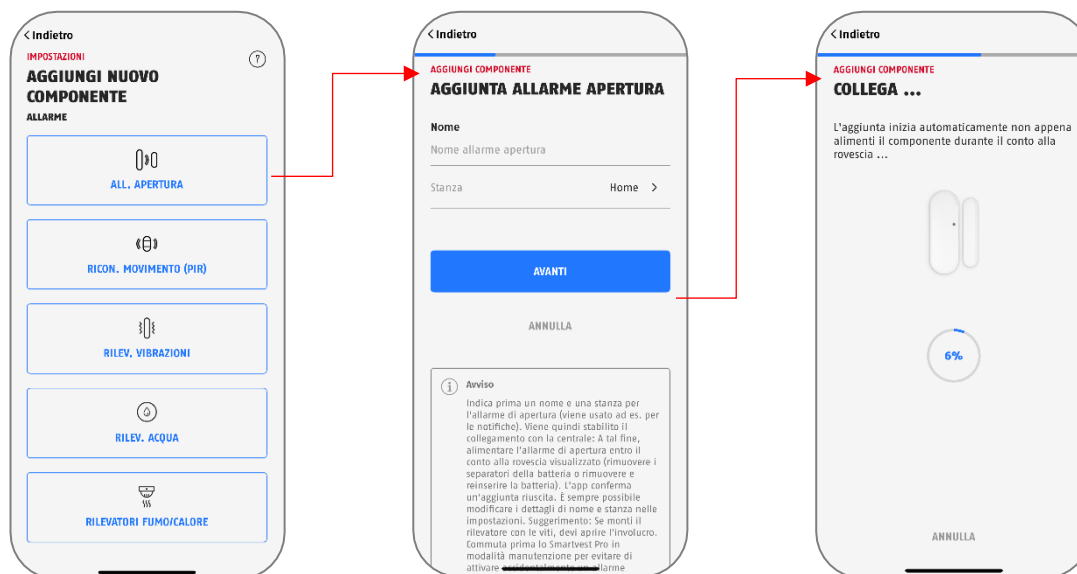 Indietro
IMPOSTAZIONI
?
AGGIUNGI NUOVO
COMPONENTE
ALLARME
ALL. APERTURA
RICON. MOVIMENTO (PIR)
RILEV. VIBRAZIONI
RILEV. ACQUA
RILEVATORI FUMO/CALORE
Indietro
AGGIUNGI COMPONENTE
AGGIUNTA ALLARME APERTURA
Nome
Nome allarme apertura
Stanza Home >
AVANTI
ANNULLA
i Avviso
Indica prima un nome e una stanza per
l'allarme di apertura (viene usato ad es. per
le notifiche). Viene quindi stabilito il
collegamento con la centrale: A tal fine,
alimentare l'allarme di apertura entro il
conto alla rovescia visualizzato (rimuovere i
separatori della batteria o rimuovere e
reinserire la batteria). L'app conferma
un'aggiunta riuscita. È sempre possibile
modificare i dettagli di nome e stanza nelle
impostazioni. Suggerimento: Se monti il
rilevatore con le viti, devi aprire l'involucro.
Commuta prima lo Smartvest Pro in
modalità manutenzione per evitare di
attivare accidentalmente un allarme
Indietro
AGGIUNGI COMPONENTE
COLLEGA ...
L'aggiunta inizia automaticamente non appena
alimenti il componente durante il conto alla
rovescia ...
6%
ANNULLA